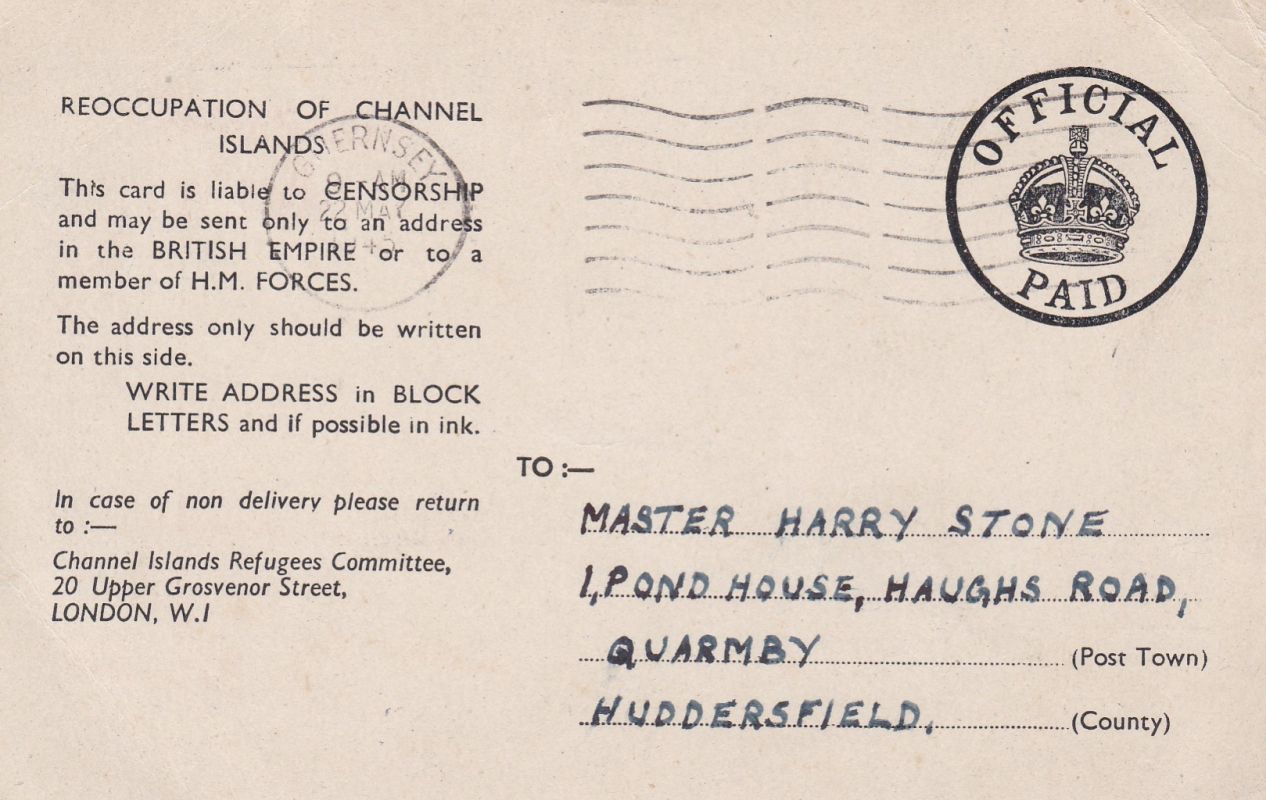 REOCCUPATION OF CHANNEL
ISLANDS
This card is liable to CENSORSHIP
and may be sent only to an address
in the BRITISH EMPIRE or to a
member of H.M. FORCES.
The address only should be written
on this side.
WRITE ADDRESS in BLOCK
LETTERS and if possible in ink.
In case of non delivery please return
to :—
Channel Islands Refugees Committee,
20 Upper Grosvenor Street,
LONDON, W.1
GUERNSEY
9 AM
22 MAY
OFFICIAL
PAID
TO :—
MASTER HARRY STONE
1, POND HOUSE, HAUGHS ROAD,
QUARMBY (Post Town)
HUDDERSFIELD. (County)